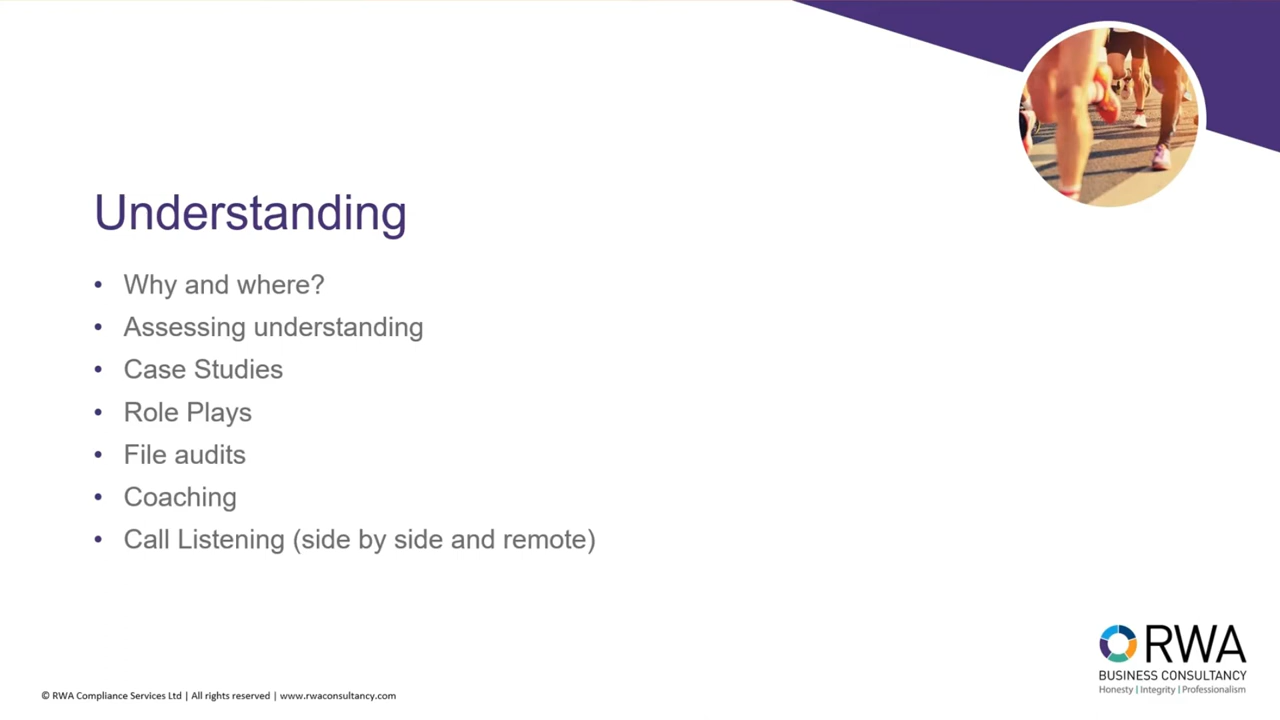 Understanding
• Why and where?
• Assessing understanding
• Case Studies
• Role Plays
• File audits
• Coaching
• Call Listening (side by side and remote)
RWA
BUSINESS CONSULTANCY
Honesty | Integrity | Professionalism
© RWA Compliance Services Ltd | All rights reserved | www.rwaconsultancy.com